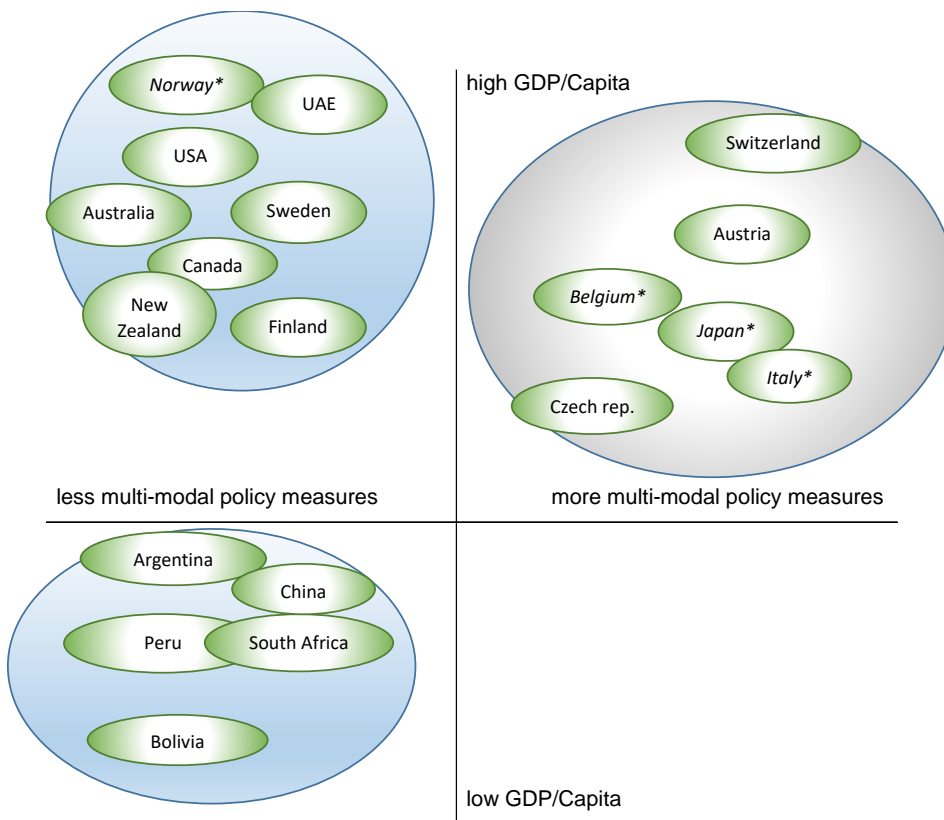 Norway*
UAE
USA
Australia
Sweden
Canada
New
Zealand
Finland
high GDP/Capita
Switzerland
Austria
Belgium*
Japan*
Italy*
Czech rep.
less multi-modal policy measures
more multi-modal policy measures
Argentina
China
Peru
South Africa
Bolivia
low GDP/Capita